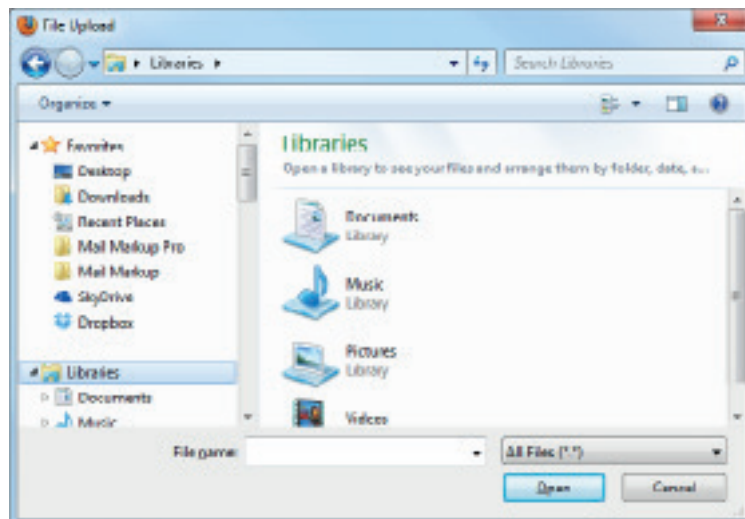 File Upload
Libraries
Search Libraries
Organize
Favorites
Desktop
Downloads
Recent Places
Mail Markup Pro
Mail Markup
SkyDrive
Dropbox
Libraries
Documents
Music
Libraries
Open a library to see your files and arrange them by folder, date, a...
Documents
Library
Music
Library
Pictures
Library
Videos
File name:
All Files (*.*)
Open
Cancel